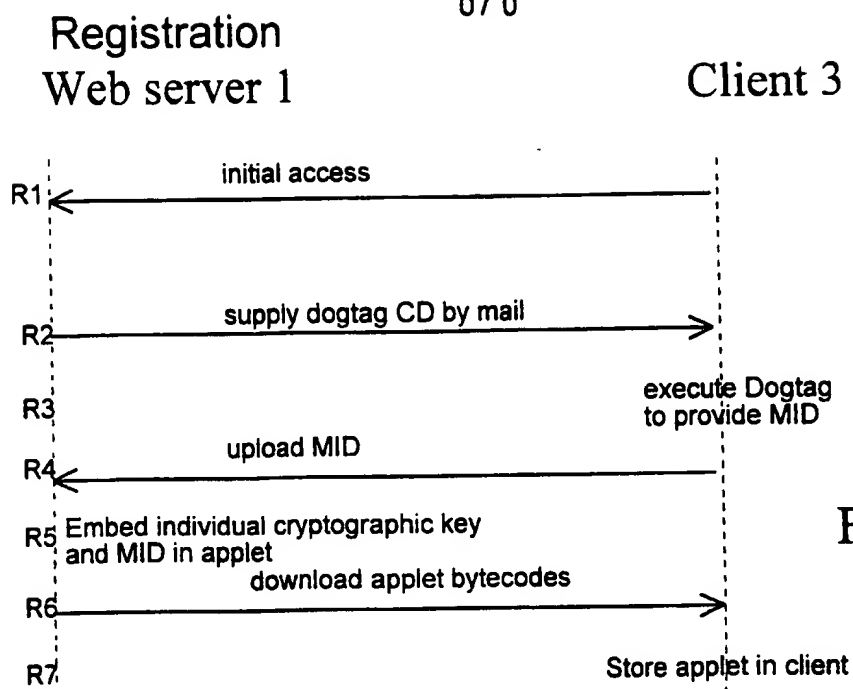 Registration
Web server 1
Client 3
R1
initial access
R2
supply dogtag CD by mail
R3
execute Dogtag
to provide MID
R4
upload MID
R5
Embed individual cryptographic key
and MID in applet
R6
download applet bytecodes
R7
Store applet in client